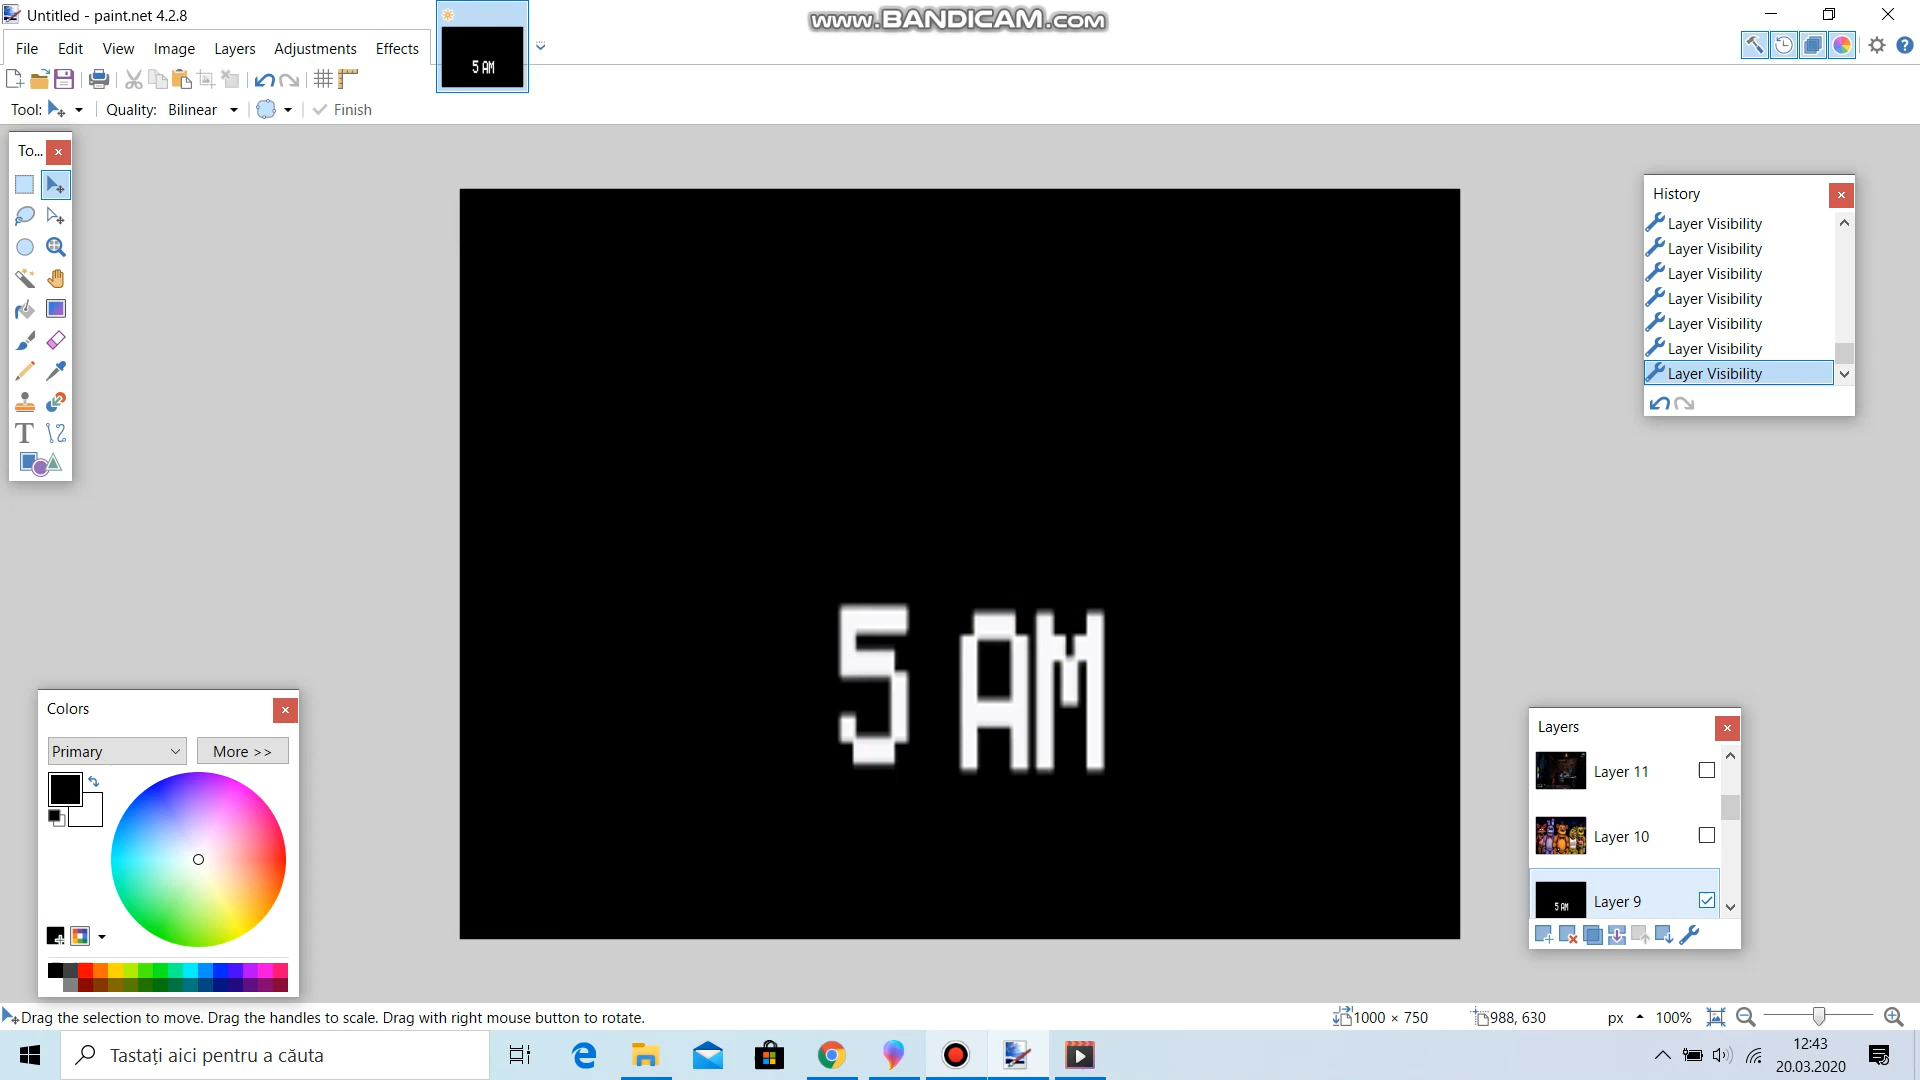 Untitled - paint.net 4.2.8
www.BANDICAM.com
File Edit View Image Layers Adjustments Effects
5 AM
Tool: Quality: Bilinear Finish
To...
History
Layer Visibility
Layer Visibility
Layer Visibility
Layer Visibility
Layer Visibility
Layer Visibility
Layer Visibility
5 AM
Colors
Primary More >>
Layers
Layer 11
Layer 10
5 AM Layer 9
Drag the selection to move. Drag the handles to scale. Drag with right mouse button to rotate. 1000 × 750 988, 630 px 100%
Tastați aici pentru a căuta
12:43
20.03.2020